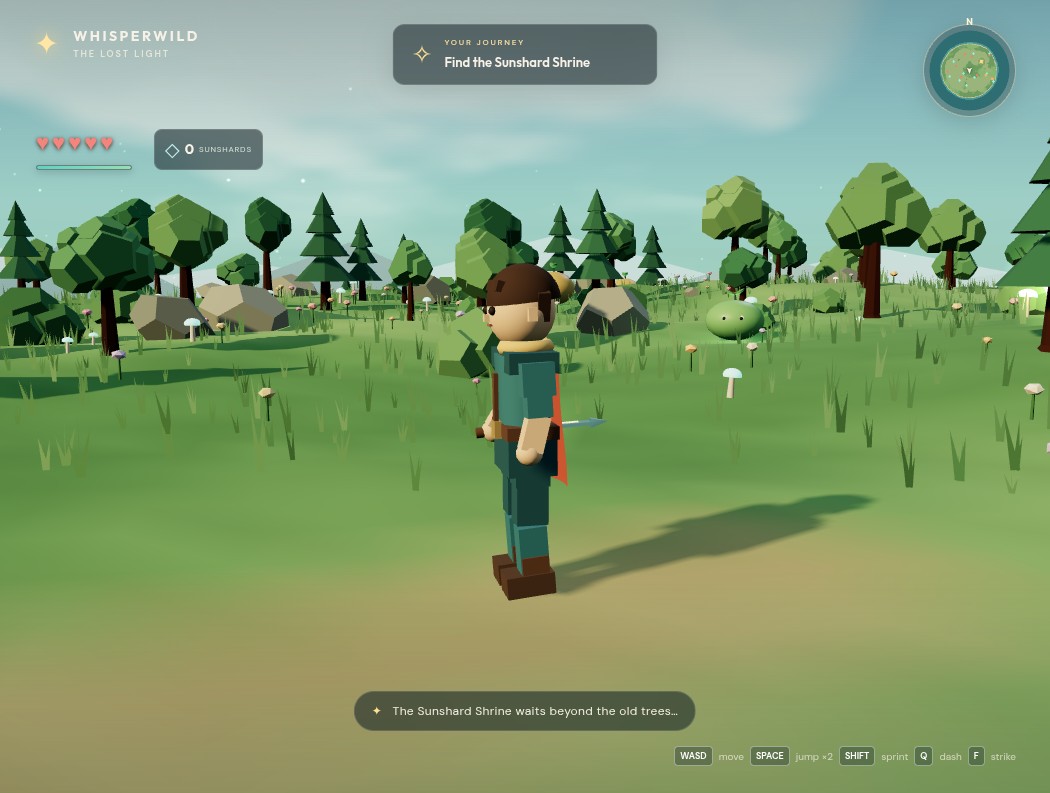 WHISPERWILD
THE LOST LIGHT
YOUR JOURNEY
Find the Sunshard Shrine
N
0 SUNSHARDS
The Sunshard Shrine waits beyond the old trees…
WASD move SPACE jump ×2 SHIFT sprint Q dash F strike